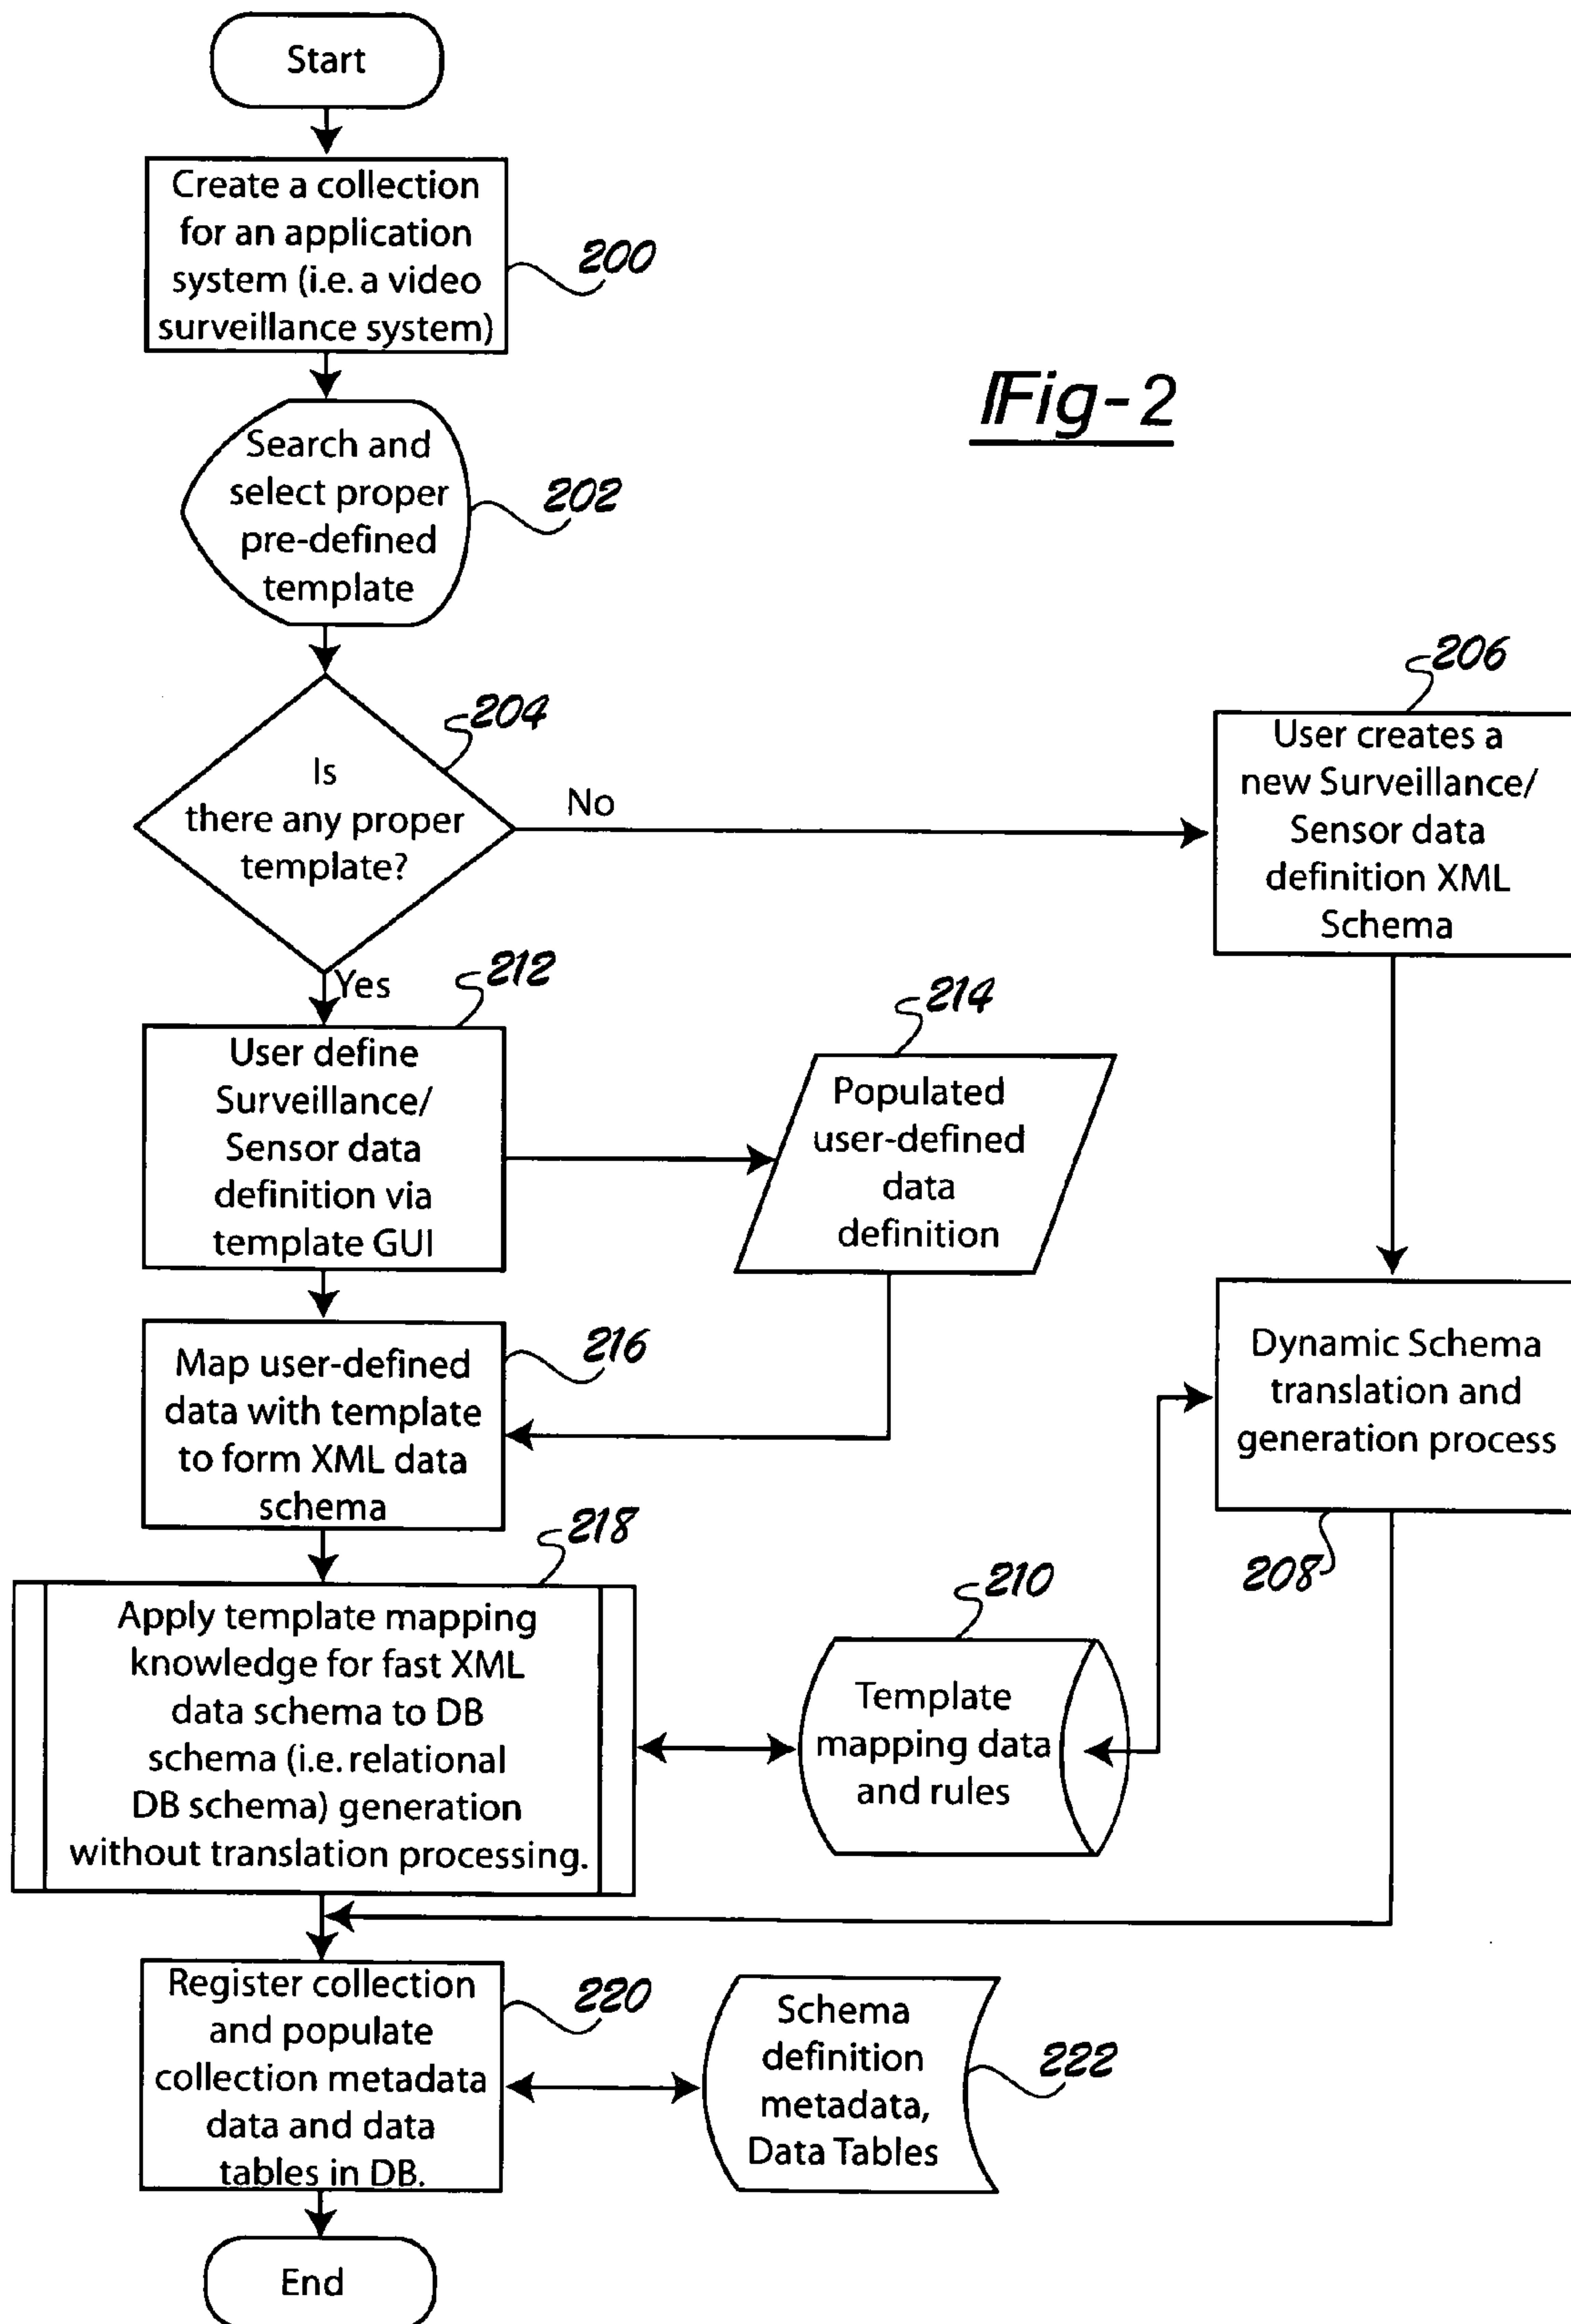 Start
Create a collection
for an application
system (i.e. a video
surveillance system)
200
Fig-2
Search and
select proper
pre-defined
template
202
204
Is
there any proper
template?
No
206
User creates a
new Surveillance/
Sensor data
definition XML
Schema
Yes
212
User define
Surveillance/
Sensor data
definition via
template GUI
214
Populated
user-defined
data
definition
216
Map user-defined
data with template
to form XML data
schema
Dynamic Schema
translation and
generation process
208
218
Apply template mapping
knowledge for fast XML
data schema to DB
schema (i.e. relational
DB schema) generation
without translation processing.
210
Template
mapping data
and rules
Register collection
and populate
collection metadata
data and data
tables in DB.
220
Schema
definition
metadata,
Data Tables
222
End